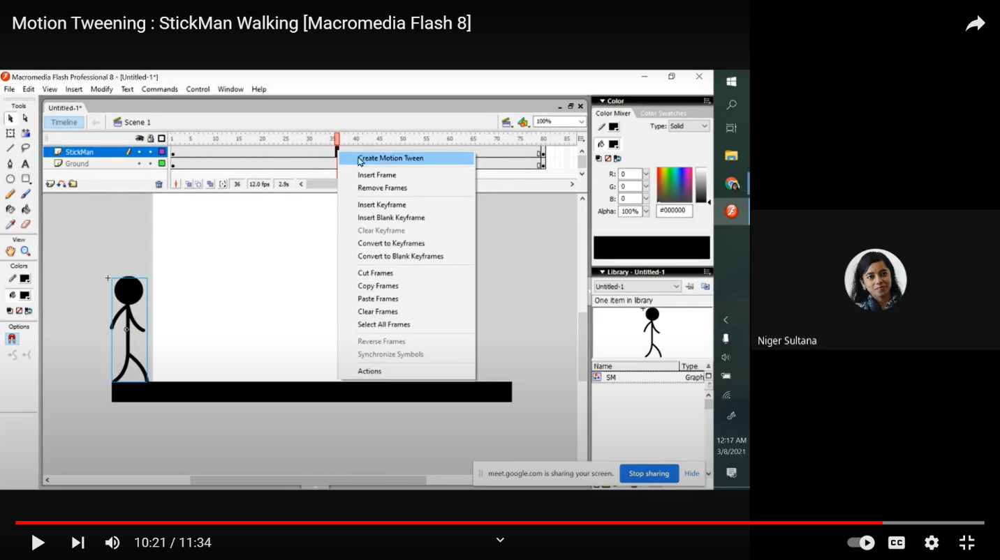 Motion Tweening : StickMan Walking [Macromedia Flash 8]
Macromedia Flash Professional 8 - [Untitled-1*]
File Edit View Insert Modify Text Commands Control Window Help
Tools
View
Colors
Options
Untitled-1*
Timeline
Scene 1
100%
1 5 10 15 20 25 30 35 40 45 50 55 60 65 70 75 80 85
StickMan
Ground
36 12.0 fps 2.9s
Create Motion Tween
Insert Frame
Remove Frames
Insert Keyframe
Insert Blank Keyframe
Clear Keyframe
Convert to Keyframes
Convert to Blank Keyframes
Cut Frames
Copy Frames
Paste Frames
Clear Frames
Select All Frames
Reverse Frames
Synchronize Symbols
Actions
Color
Color Mixer Color Swatches
Type: Solid
R: 0
G: 0
B: 0
Alpha: 100% #000000
Library - Untitled-1
Untitled-1
One item in library
Name Type
SM Graph
12:17 AM
3/8/2021
meet.google.com is sharing your screen. Stop sharing Hide
Niger Sultana
10:21 / 11:34
CC